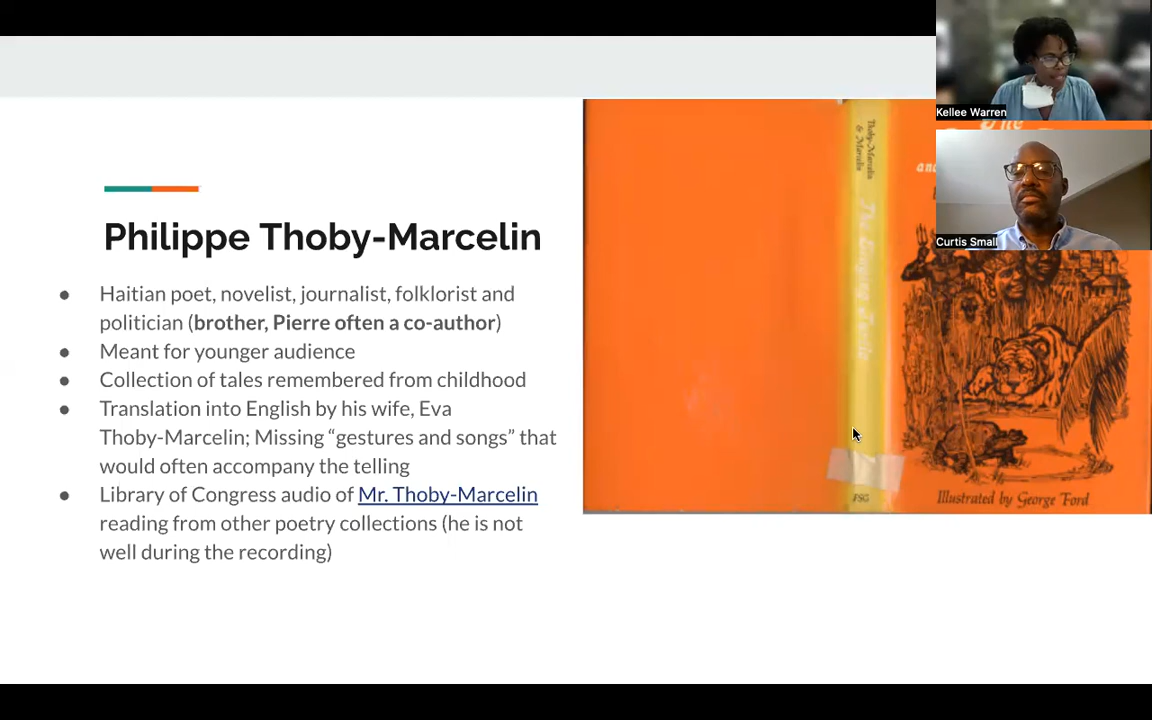 Philippe Thoby-Marcelin
● Haitian poet, novelist, journalist, folklorist and
politician (brother, Pierre often a co-author)
● Meant for younger audience
● Collection of tales remembered from childhood
● Translation into English by his wife, Eva
Thoby-Marcelin; Missing “gestures and songs” that
would often accompany the telling
● Library of Congress audio of Mr. Thoby-Marcelin
reading from other poetry collections (he is not
well during the recording)
Thoby-Marcelin
& Marcelin
The Singing Turtle
FSG
The
Illustrated by George Ford
Kellee Warren
Curtis Small